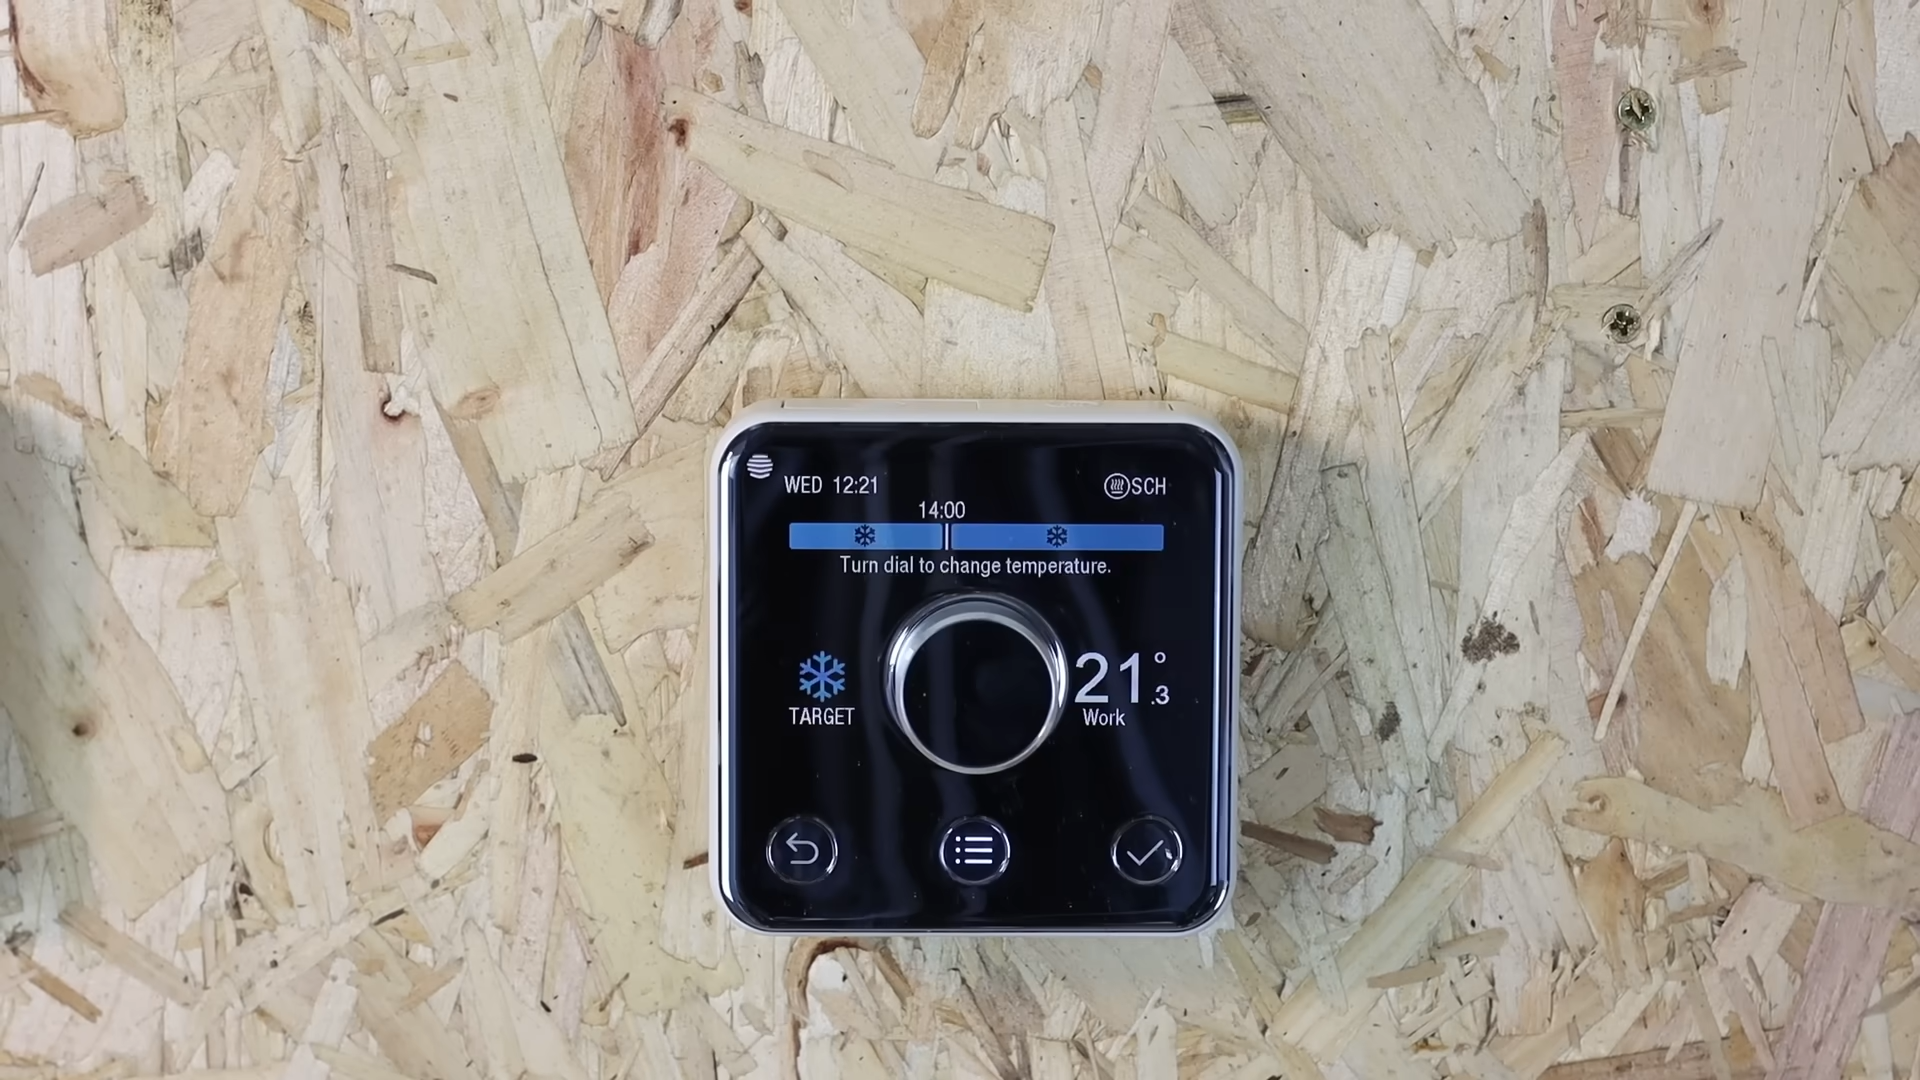 WED 12:21
SCH
14:00
Turn dial to change temperature.
21.3°
TARGET
Work